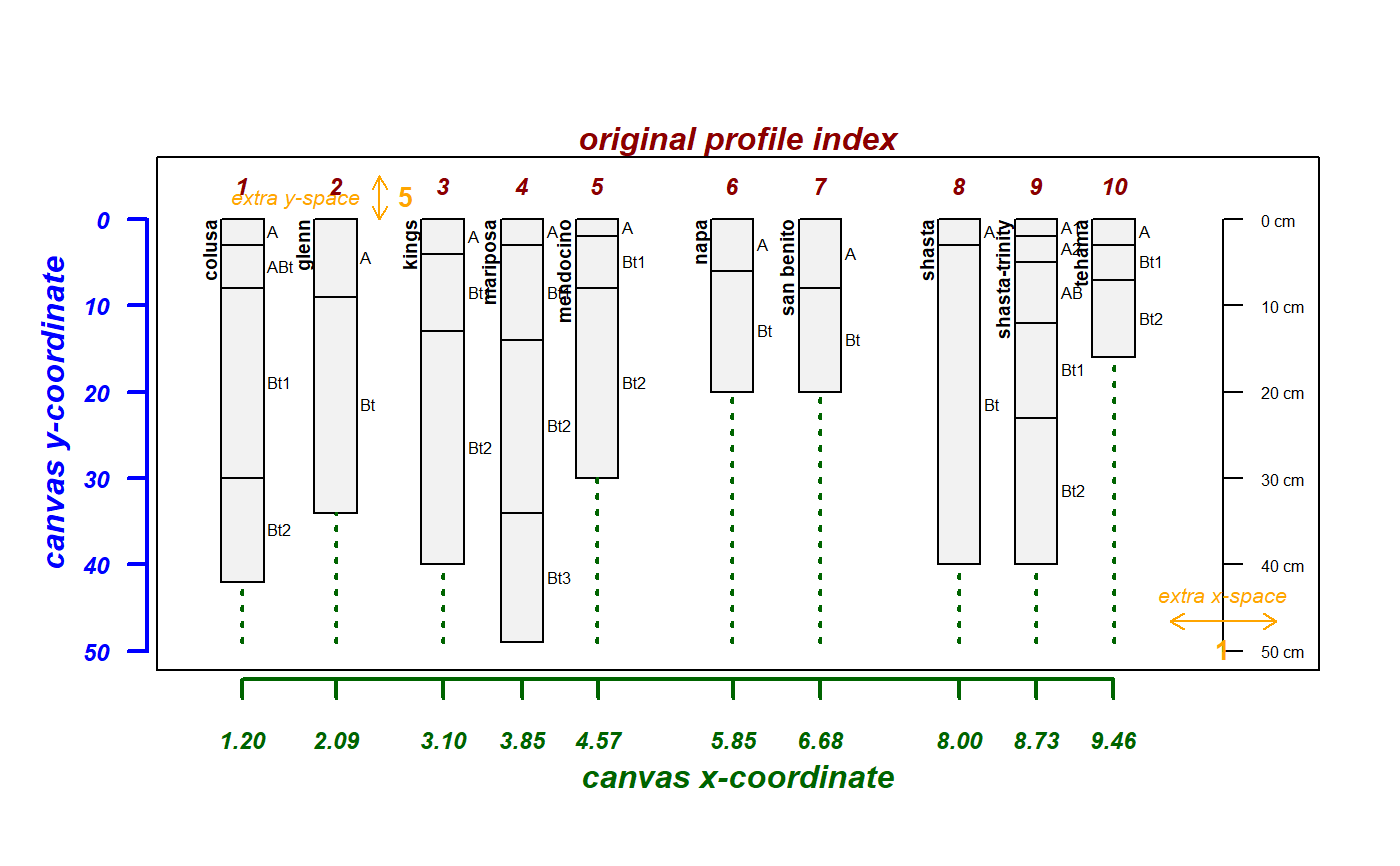 original profile index
1 2 3 4 5 6 7 8 9 10
extra y-space 5
canvas y-coordinate
0
10
20
30
40
50
colusa
A
ABt
Bt1
Bt2
glenn
A
Bt
kings
A
Bt1
Bt2
mariposa
A
Bt1
Bt2
Bt3
mendocino
A
Bt1
Bt2
napa
A
Bt
san benito
A
Bt
shasta
A
Bt
shasta-trinity
A1
A2
AB
Bt1
Bt2
tehama
A
Bt1
Bt2
0 cm
10 cm
20 cm
30 cm
40 cm
50 cm
extra x-space
1
1.20 2.09 3.10 3.85 4.57 5.85 6.68 8.00 8.73 9.46
canvas x-coordinate